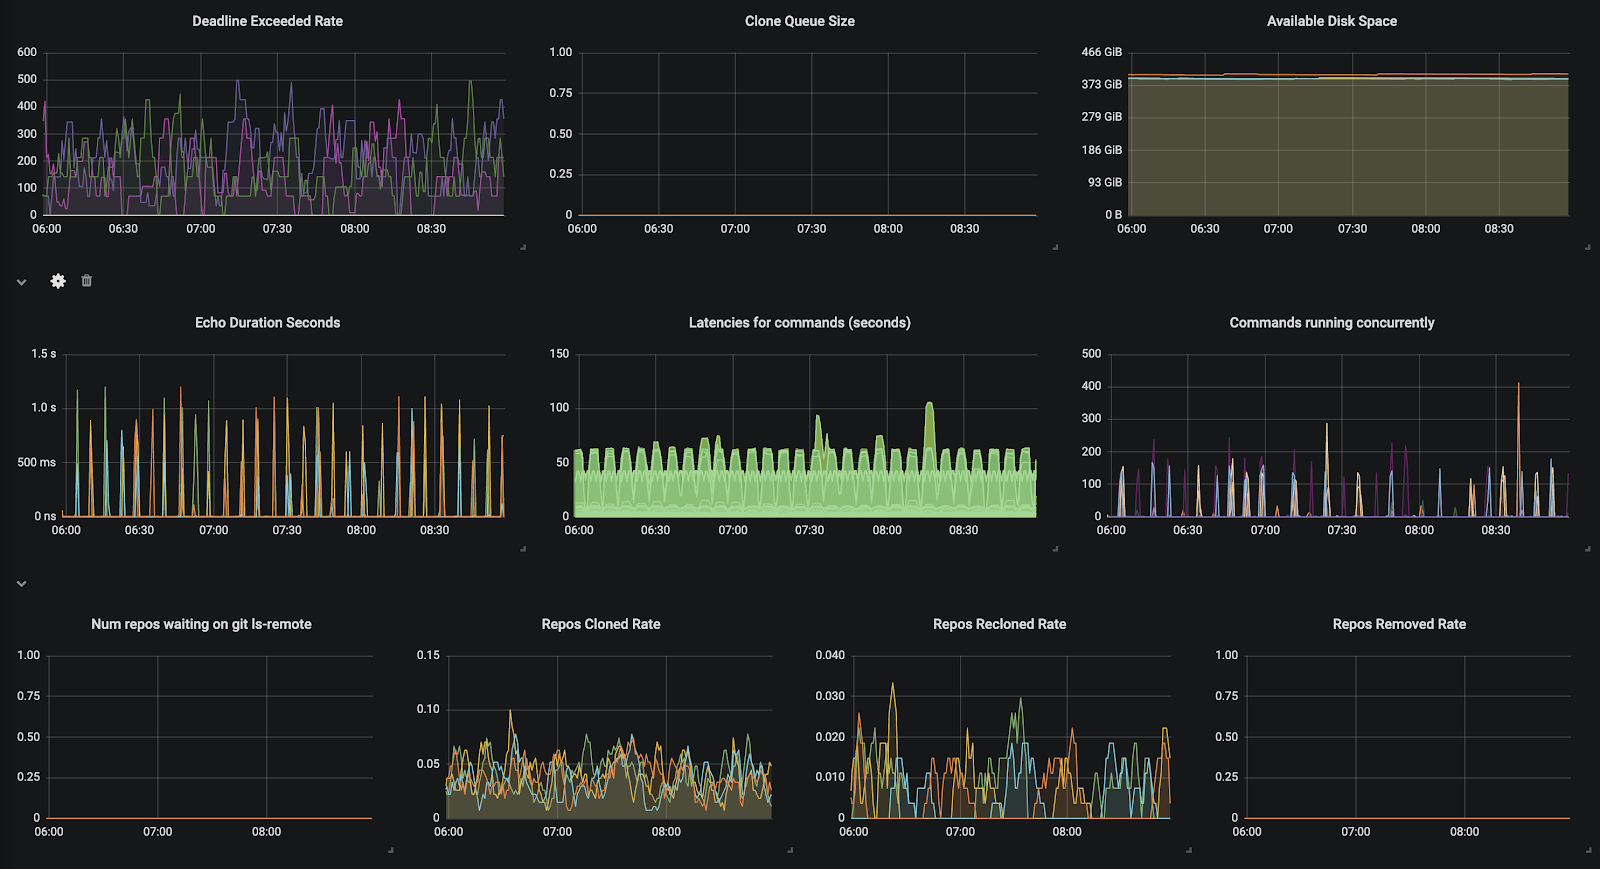 Deadline Exceeded Rate
600
500
400
300
200
100
0
06:00 06:30 07:00 07:30 08:00 08:30
Clone Queue Size
1.00
0.75
0.50
0.25
0
06:00 06:30 07:00 07:30 08:00 08:30
Available Disk Space
466 GiB
373 GiB
279 GiB
186 GiB
93 GiB
0 B
06:00 06:30 07:00 07:30 08:00 08:30
Echo Duration Seconds
1.5 s
1.0 s
500 ms
0 ns
06:00 06:30 07:00 07:30 08:00 08:30
Latencies for commands (seconds)
150
100
50
0
06:00 06:30 07:00 07:30 08:00 08:30
Commands running concurrently
500
400
300
200
100
0
06:00 06:30 07:00 07:30 08:00 08:30
Num repos waiting on git ls-remote
1.00
0.75
0.50
0.25
0
06:00 07:00 08:00
Repos Cloned Rate
0.15
0.10
0.05
0
06:00 07:00 08:00
Repos Recloned Rate
0.040
0.030
0.020
0.010
0
06:00 07:00 08:00
Repos Removed Rate
1.00
0.75
0.50
0.25
0
06:00 07:00 08:00